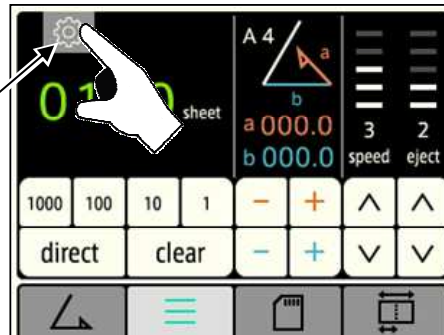 A 4
a
b
sheet
a 000.0
b 000.0
3 2
speed eject
1000 100 10 1 - +
direct clear - +